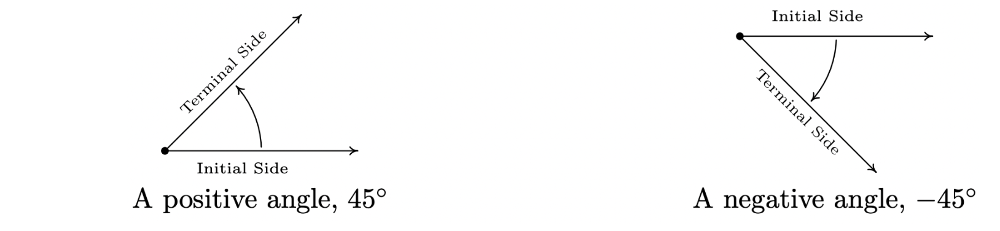 Terminal Side
Initial Side
A positive angle, 45°
Initial Side
Terminal Side
A negative angle, −45°